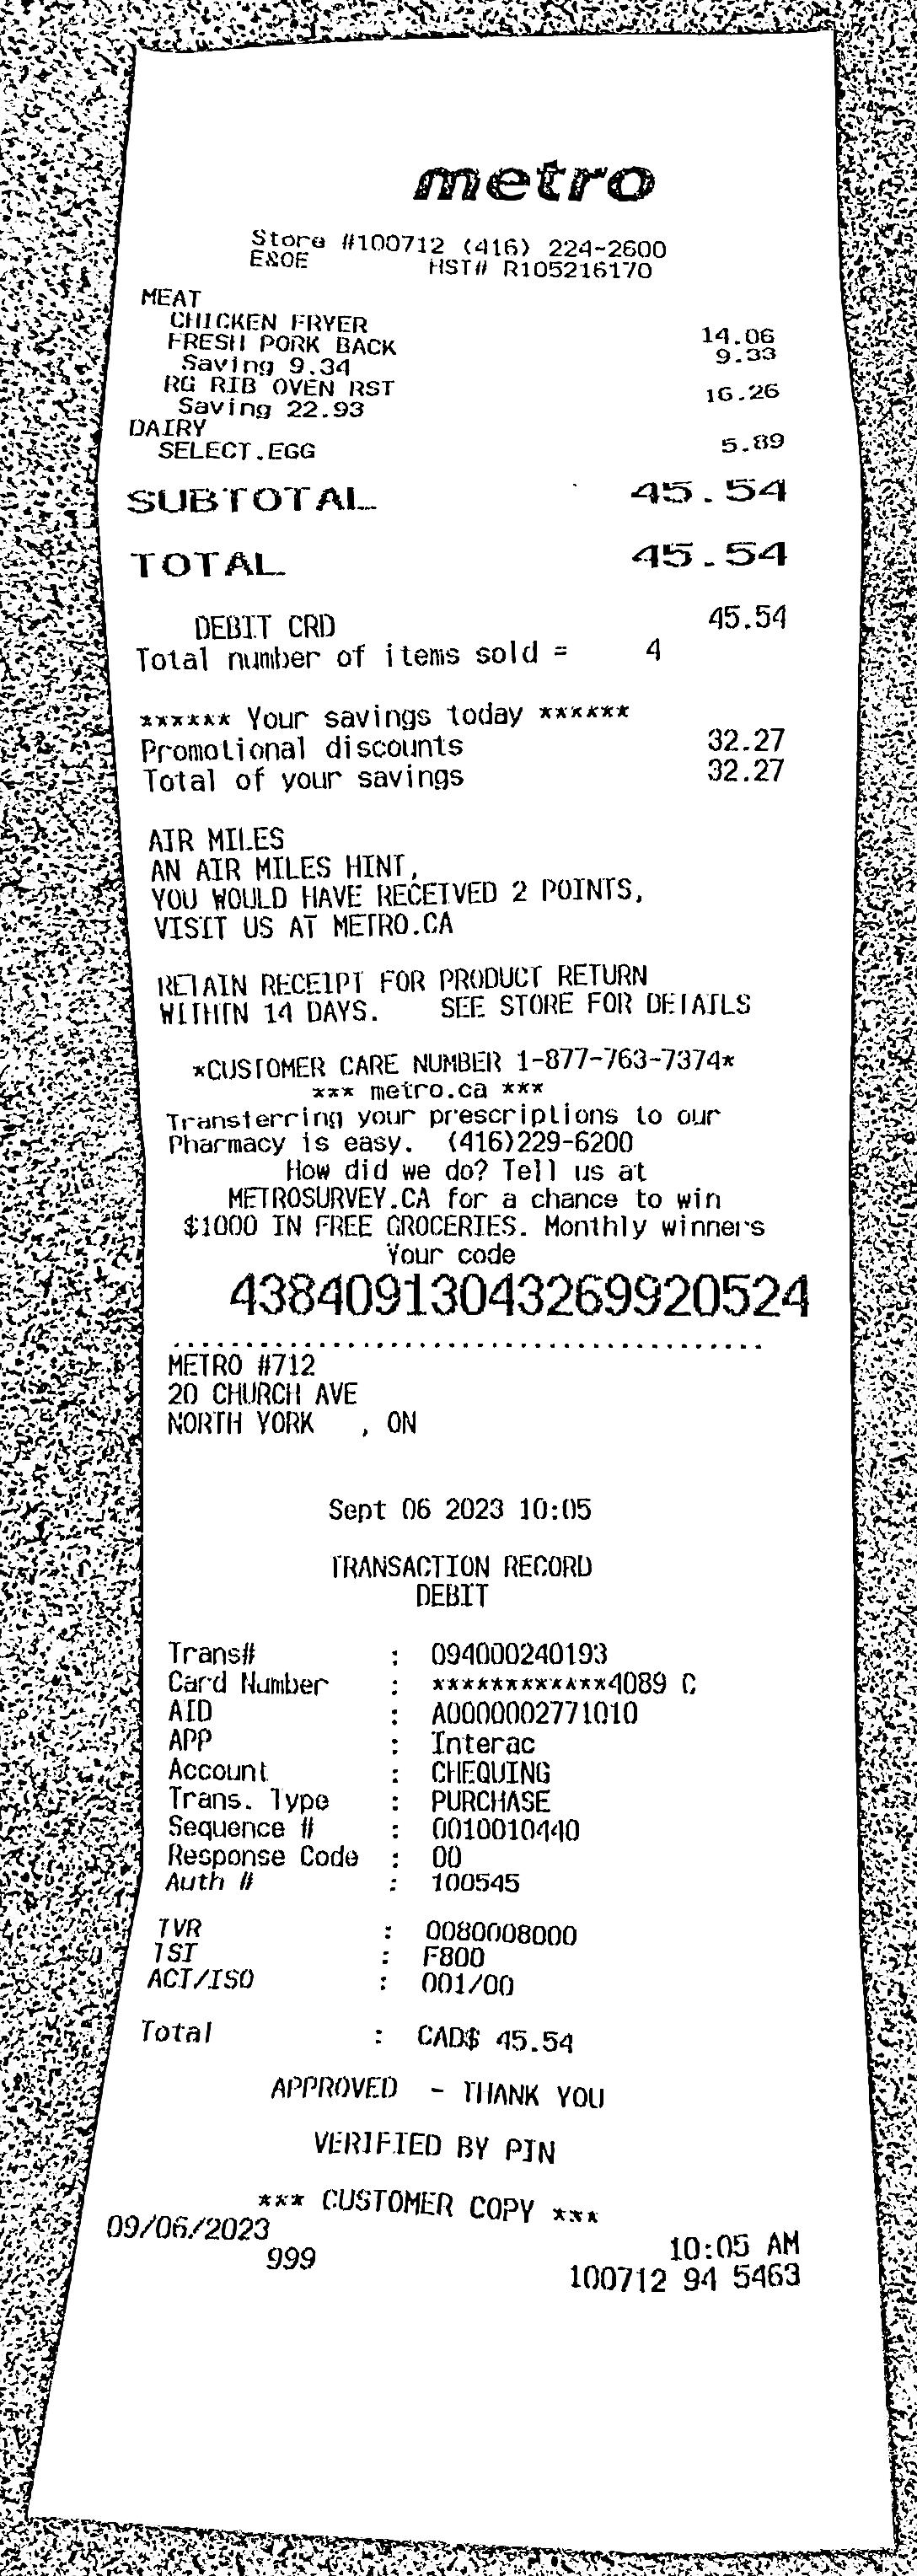 metro
Store #100712 (416) 224-2600
E&OE HST# R105216170
MEAT
CHICKEN FRYER 14.06
FRESH PORK BACK 9.33
Saving 9.34
RG RIB OVEN RST 16.26
Saving 22.93
DAIRY
SELECT.EGG 5.89
SUBTOTAL 45.54
TOTAL 45.54
DEBIT CRD 45.54
Total number of items sold = 4
****** Your savings today ******
Promotional discounts 32.27
Total of your savings 32.27
AIR MILES
AN AIR MILES HINT,
YOU WOULD HAVE RECEIVED 2 POINTS,
VISIT US AT METRO.CA
RETAIN RECEIPT FOR PRODUCT RETURN
WITHIN 14 DAYS. SEE STORE FOR DETAILS
*CUSTOMER CARE NUMBER 1-877-763-7374*
*** metro.ca ***
Transferring your prescriptions to our
Pharmacy is easy. (416)229-6200
How did we do? Tell us at
METROSURVEY.CA for a chance to win
$1000 IN FREE GROCERIES. Monthly winners
Your code
43840913043269920524
........................................
METRO #712
20 CHURCH AVE
NORTH YORK , ON
Sept 06 2023 10:05
TRANSACTION RECORD
DEBIT
Trans# : 094000240193
Card Number : ************4089 C
AID : A0000002771010
APP : Interac
Account : CHEQUING
Trans. Type : PURCHASE
Sequence # : 0010010440
Response Code : 00
Auth # : 100545
TVR : 0080008000
TSI : F800
ACT/ISO : 001/00
Total : CAD$ 45.54
APPROVED - THANK YOU
VERIFIED BY PIN
*** CUSTOMER COPY ***
09/06/2023 10:05 AM
999 100712 94 5463